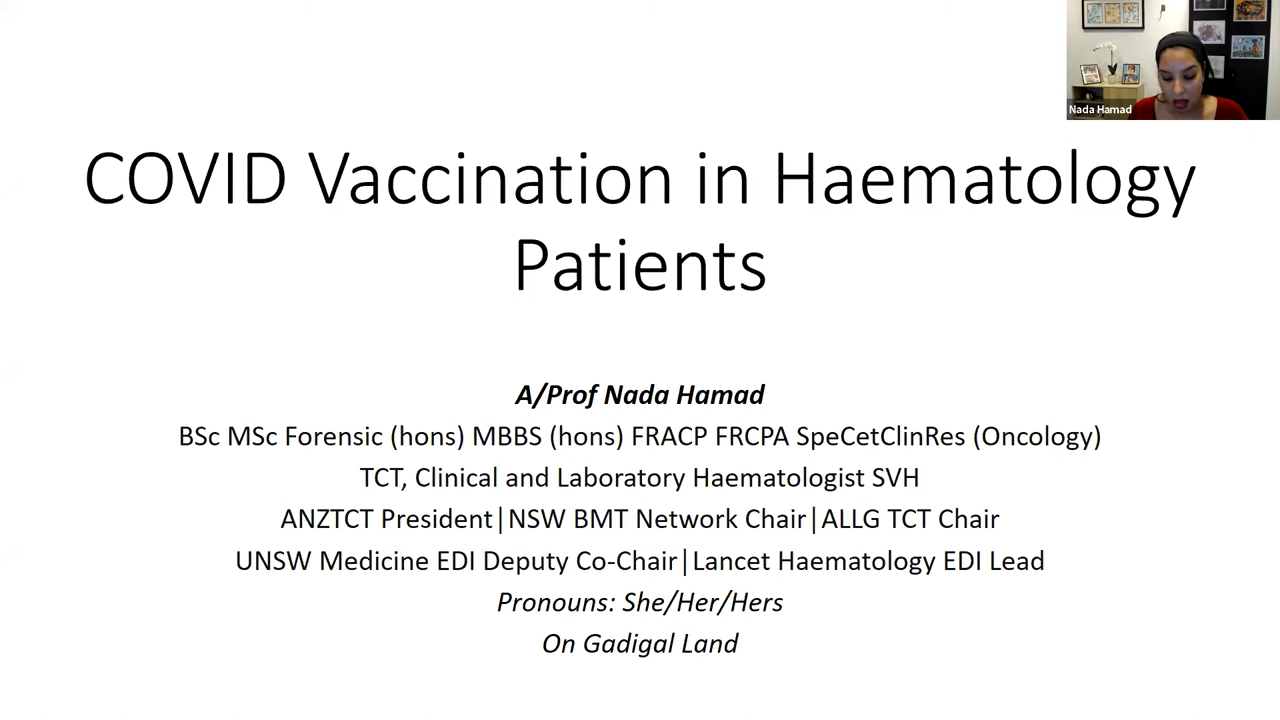 Nada Hamad
COVID Vaccination in Haematology
Patients
A/Prof Nada Hamad
BSc MSc Forensic (hons) MBBS (hons) FRACP FRCPA SpeCetClinRes (Oncology)
TCT, Clinical and Laboratory Haematologist SVH
ANZTCT President|NSW BMT Network Chair|ALLG TCT Chair
UNSW Medicine EDI Deputy Co-Chair|Lancet Haematology EDI Lead
Pronouns: She/Her/Hers
On Gadigal Land